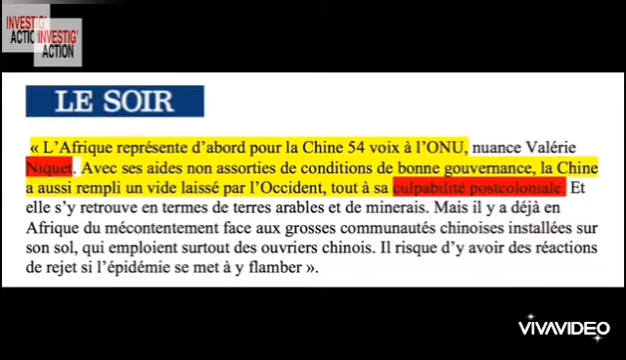 INVESTIG'
ACTION
INVESTIG'
ACTION
LE SOIR
« L'Afrique représente d'abord pour la Chine 54 voix à l'ONU, nuance Valérie
Niquet. Avec ses aides non assorties de conditions de bonne gouvernance, la Chine
a aussi rempli un vide laissé par l'Occident, tout à sa culpabilité postcoloniale. Et
elle s'y retrouve en termes de terres arables et de minerais. Mais il y a déjà en
Afrique du mécontentement face aux grosses communautés chinoises installées sur
son sol, qui emploient surtout des ouvriers chinois. Il risque d'y avoir des réactions
de rejet si l'épidémie se met à y flamber ».
VIVAVIDEO